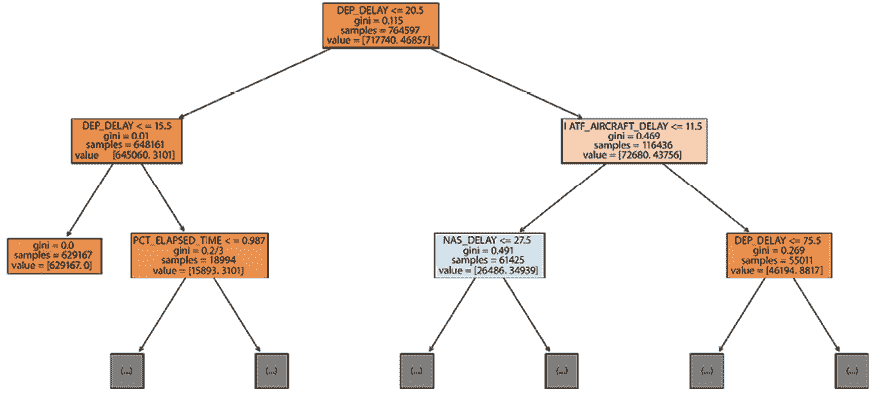 DEP_DELAY <= 20.5
gini = 0.115
samples = 764597
value = [717740. 46857]
DEP_DELAY < = 15.5
gini = 0.01
samples = 648161
value [645060. 3101]
I ATF_AIRCRAFT_DELAY <= 11.5
gini = 0.469
samples = 116436
value = [72680. 43756]
gini = 0.0
samples = 629167
value = [629167. 0]
PCT_ELAPSED_TIME < = 0.987
gini = 0.2/3
samples = 18994
value = [15893. 3101]
NAS_DELAY <= 27.5
gini = 0.491
samples = 61425
value = [26486. 34939]
DEP_DELAY <= 75.5
gini = 0.269
samples = 55011
value = [46194. 8817]
(...)
(...)
(...)
(...)
(...)
(...)